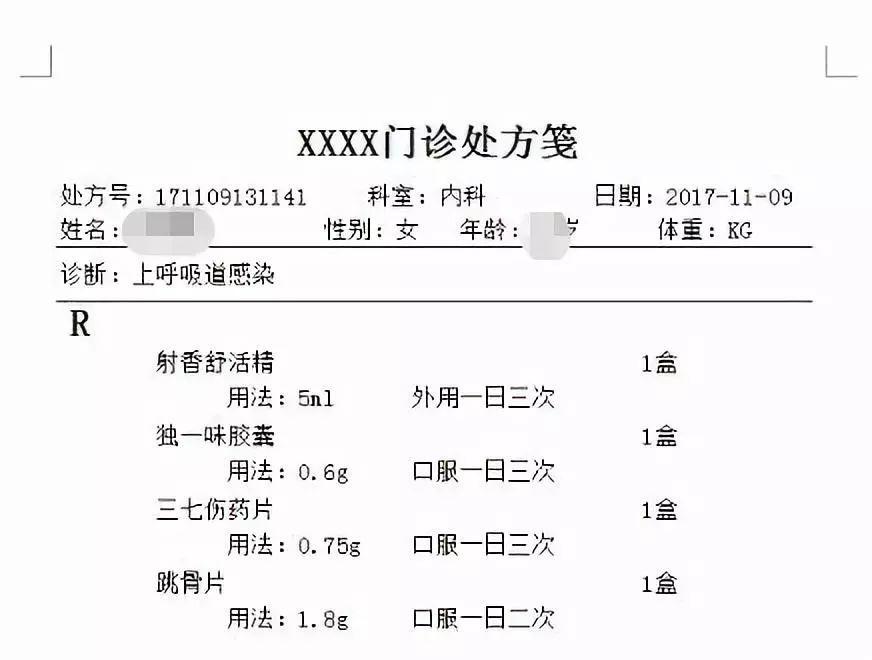 XXXX门诊处方笺
处方号：171109131141 科室：内科 日期：2017-11-09
姓名： 性别：女 年龄： 岁 体重：KG
诊断：上呼吸道感染
R
射香舒活精 1盒
用法：5ml 外用一日三次
独一味胶囊 1盒
用法：0.6g 口服一日三次
三七伤药片 1盒
用法：0.75g 口服一日三次
跳骨片 1盒
用法：1.8g 口服一日二次